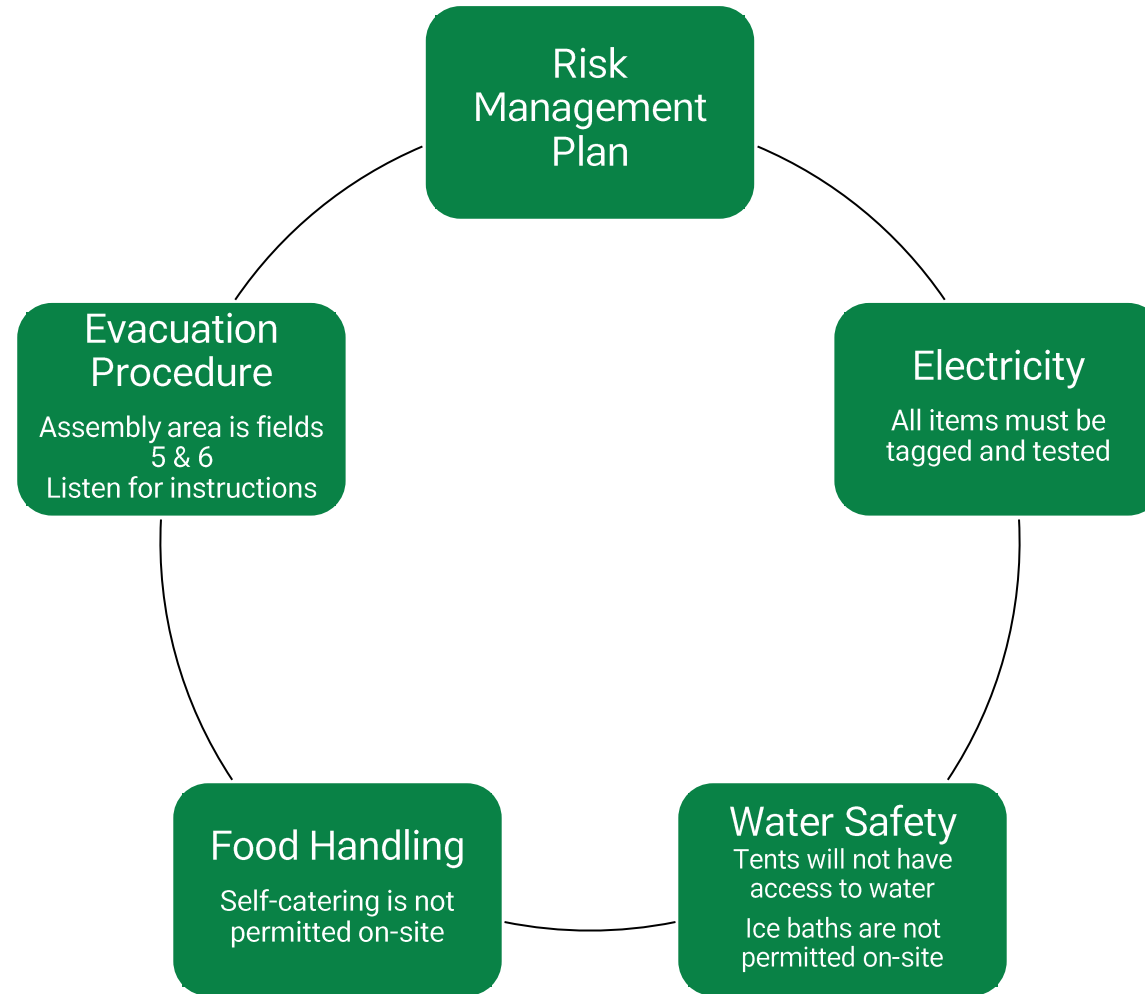 Risk
Management
Plan
Electricity
All items must be
tagged and tested
Water Safety
Tents will not have
access to water
Ice baths are not
permitted on-site
Food Handling
Self-catering is not
permitted on-site
Evacuation
Procedure
Assembly area is fields
5 & 6
Listen for instructions